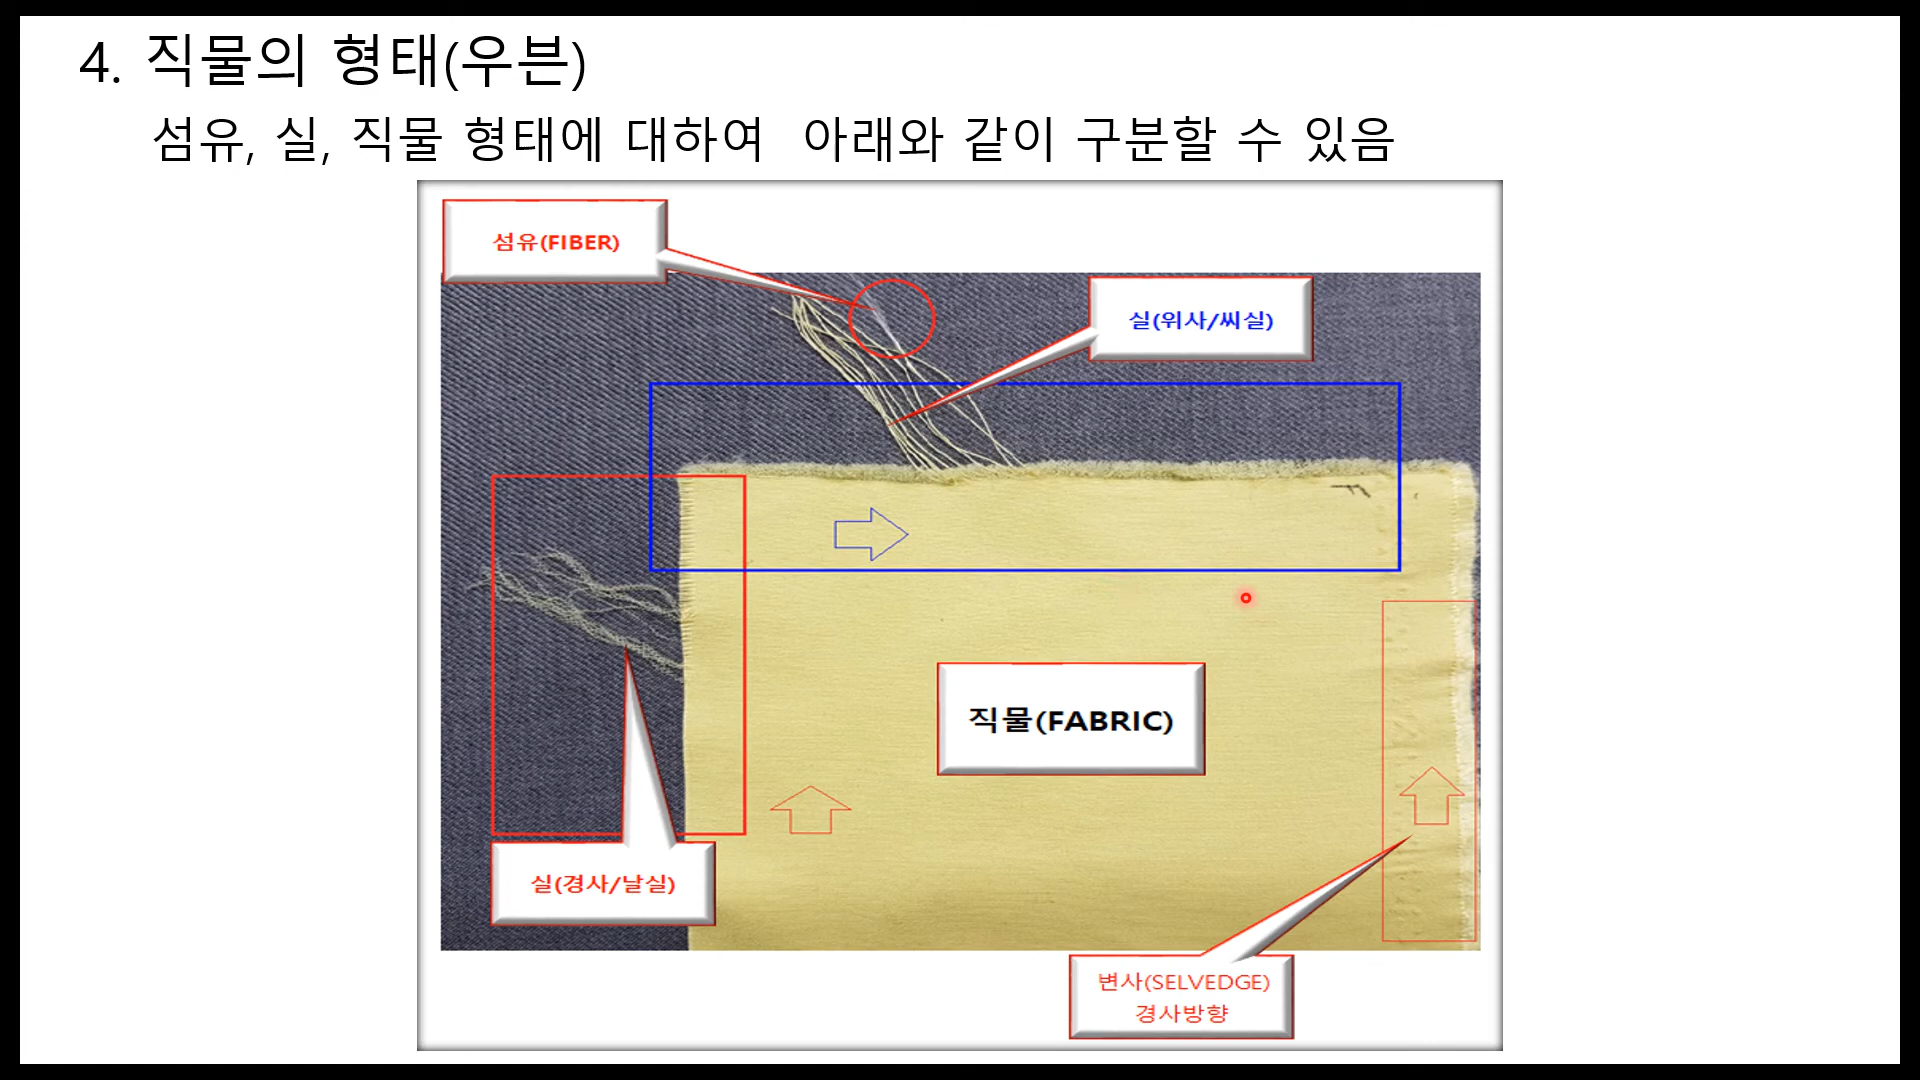 4. 직물의 형태(우븐)
섬유, 실, 직물 형태에 대하여 아래와 같이 구분할 수 있음
섬유(FIBER)
실(위사/씨실)
직물(FABRIC)
실(경사/날실)
변사(SELVEDGE)
경사방향